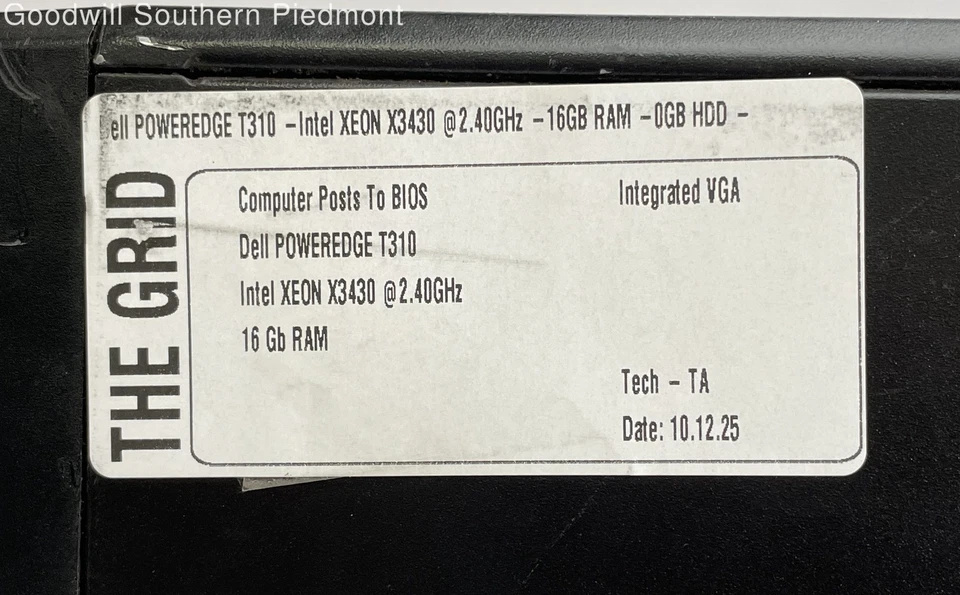 Goodwill Southern Piedmont
ell POWEREDGE T310 -Intel XEON X3430 @2.40GHz -16GB RAM -0GB HDD -
THE GRID
Computer Posts To BIOS
Integrated VGA
Dell POWEREDGE T310
Intel XEON X3430 @2.40GHz
16 Gb RAM
Tech - TA
Date: 10.12.25